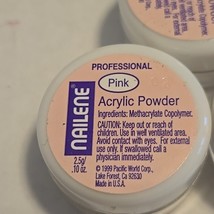 PROFESSIONAL
Pink
NAILENE
Acrylic Powder
Ingredients: Methacrylate Copolymer.
CAUTION: Keep out or reach of
children. Use in well ventilated area.
Avoid contact with eyes. For external
use only. If swallowed call a
physician immediately.
2.5g/
.10 oz.
© 1999 Pacific World Corp.,
Lake Forest, CA 92630
Made in U.S.A.